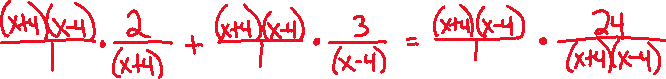 (x+4)(x-4)/1 · 2/(x+4) + (x+4)(x-4)/1 · 3/(x-4) = (x+4)(x-4)/1 · 24/(x+4)(x-4)